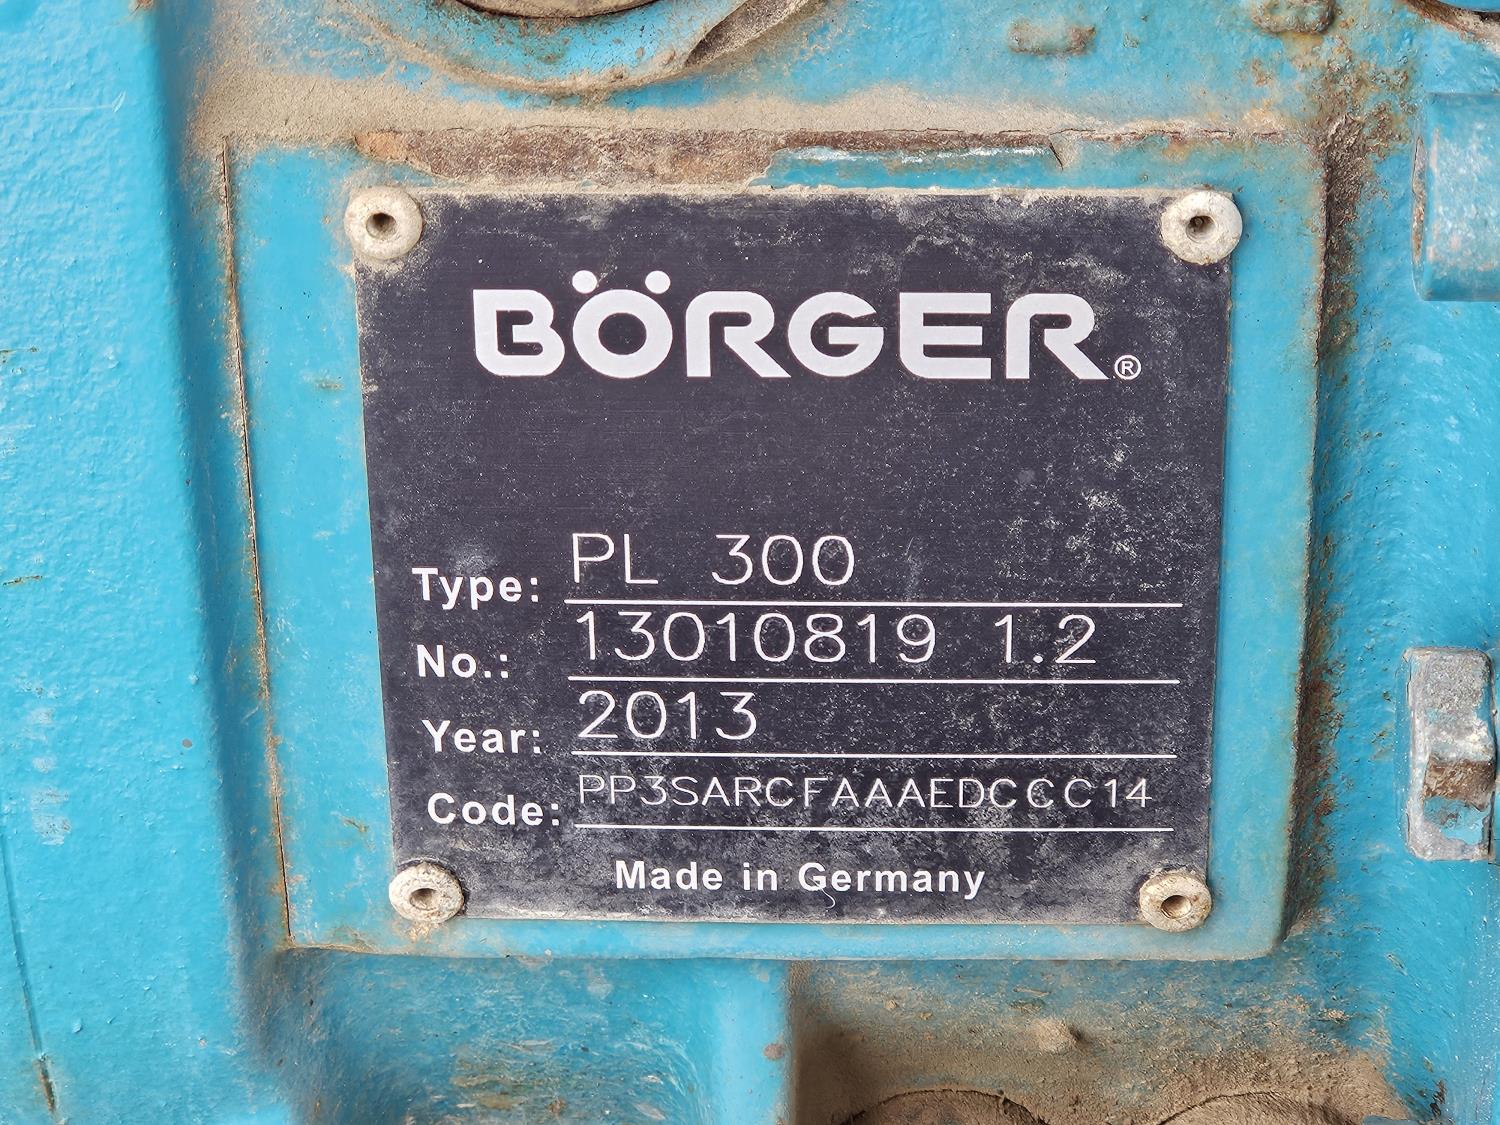 BÖRGER®
Type: PL 300
No.: 13010819 1.2
Year: 2013
Code: PP3SARCFAAAEDCCC14
Made in Germany